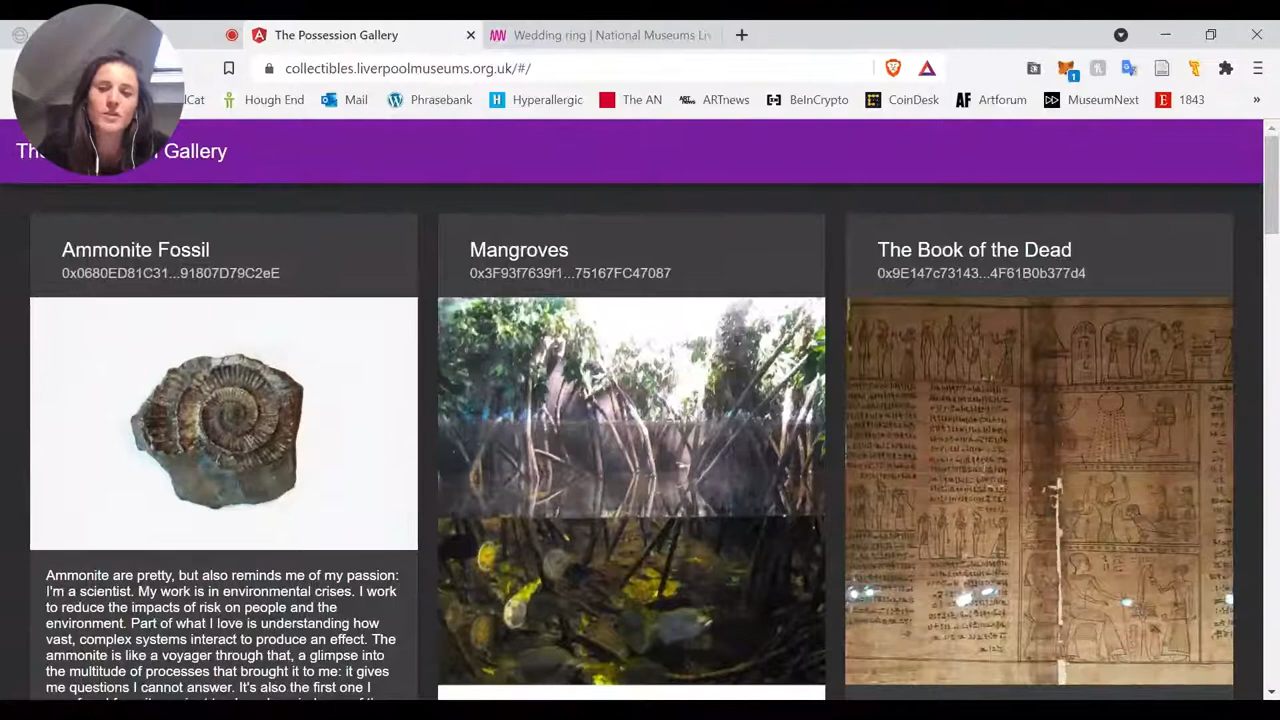 The Possession Gallery
Wedding ring | National Museums Liv
collectibles.liverpoolmuseums.org.uk/#/
1
Cat
Hough End
Mail
Phrasebank
Hyperallergic
The AN
ARTnews
BeInCrypto
CoinDesk
Artforum
MuseumNext
1843
»
Gallery
Ammonite Fossil
0x0680ED81C31...91807D79C2eE
Mangroves
0x3F93f7639f1...75167FC47087
The Book of the Dead
0x9E147c73143...4F61B0b377d4
Ammonite are pretty, but also reminds me of my passion:
I'm a scientist. My work is in environmental crises. I work
to reduce the impacts of risk on people and the
environment. Part of what I love is understanding how
vast, complex systems interact to produce an effect. The
ammonite is like a voyager through that, a glimpse into
the multitude of processes that brought it to me: it gives
me questions I cannot answer. It's also the first one I